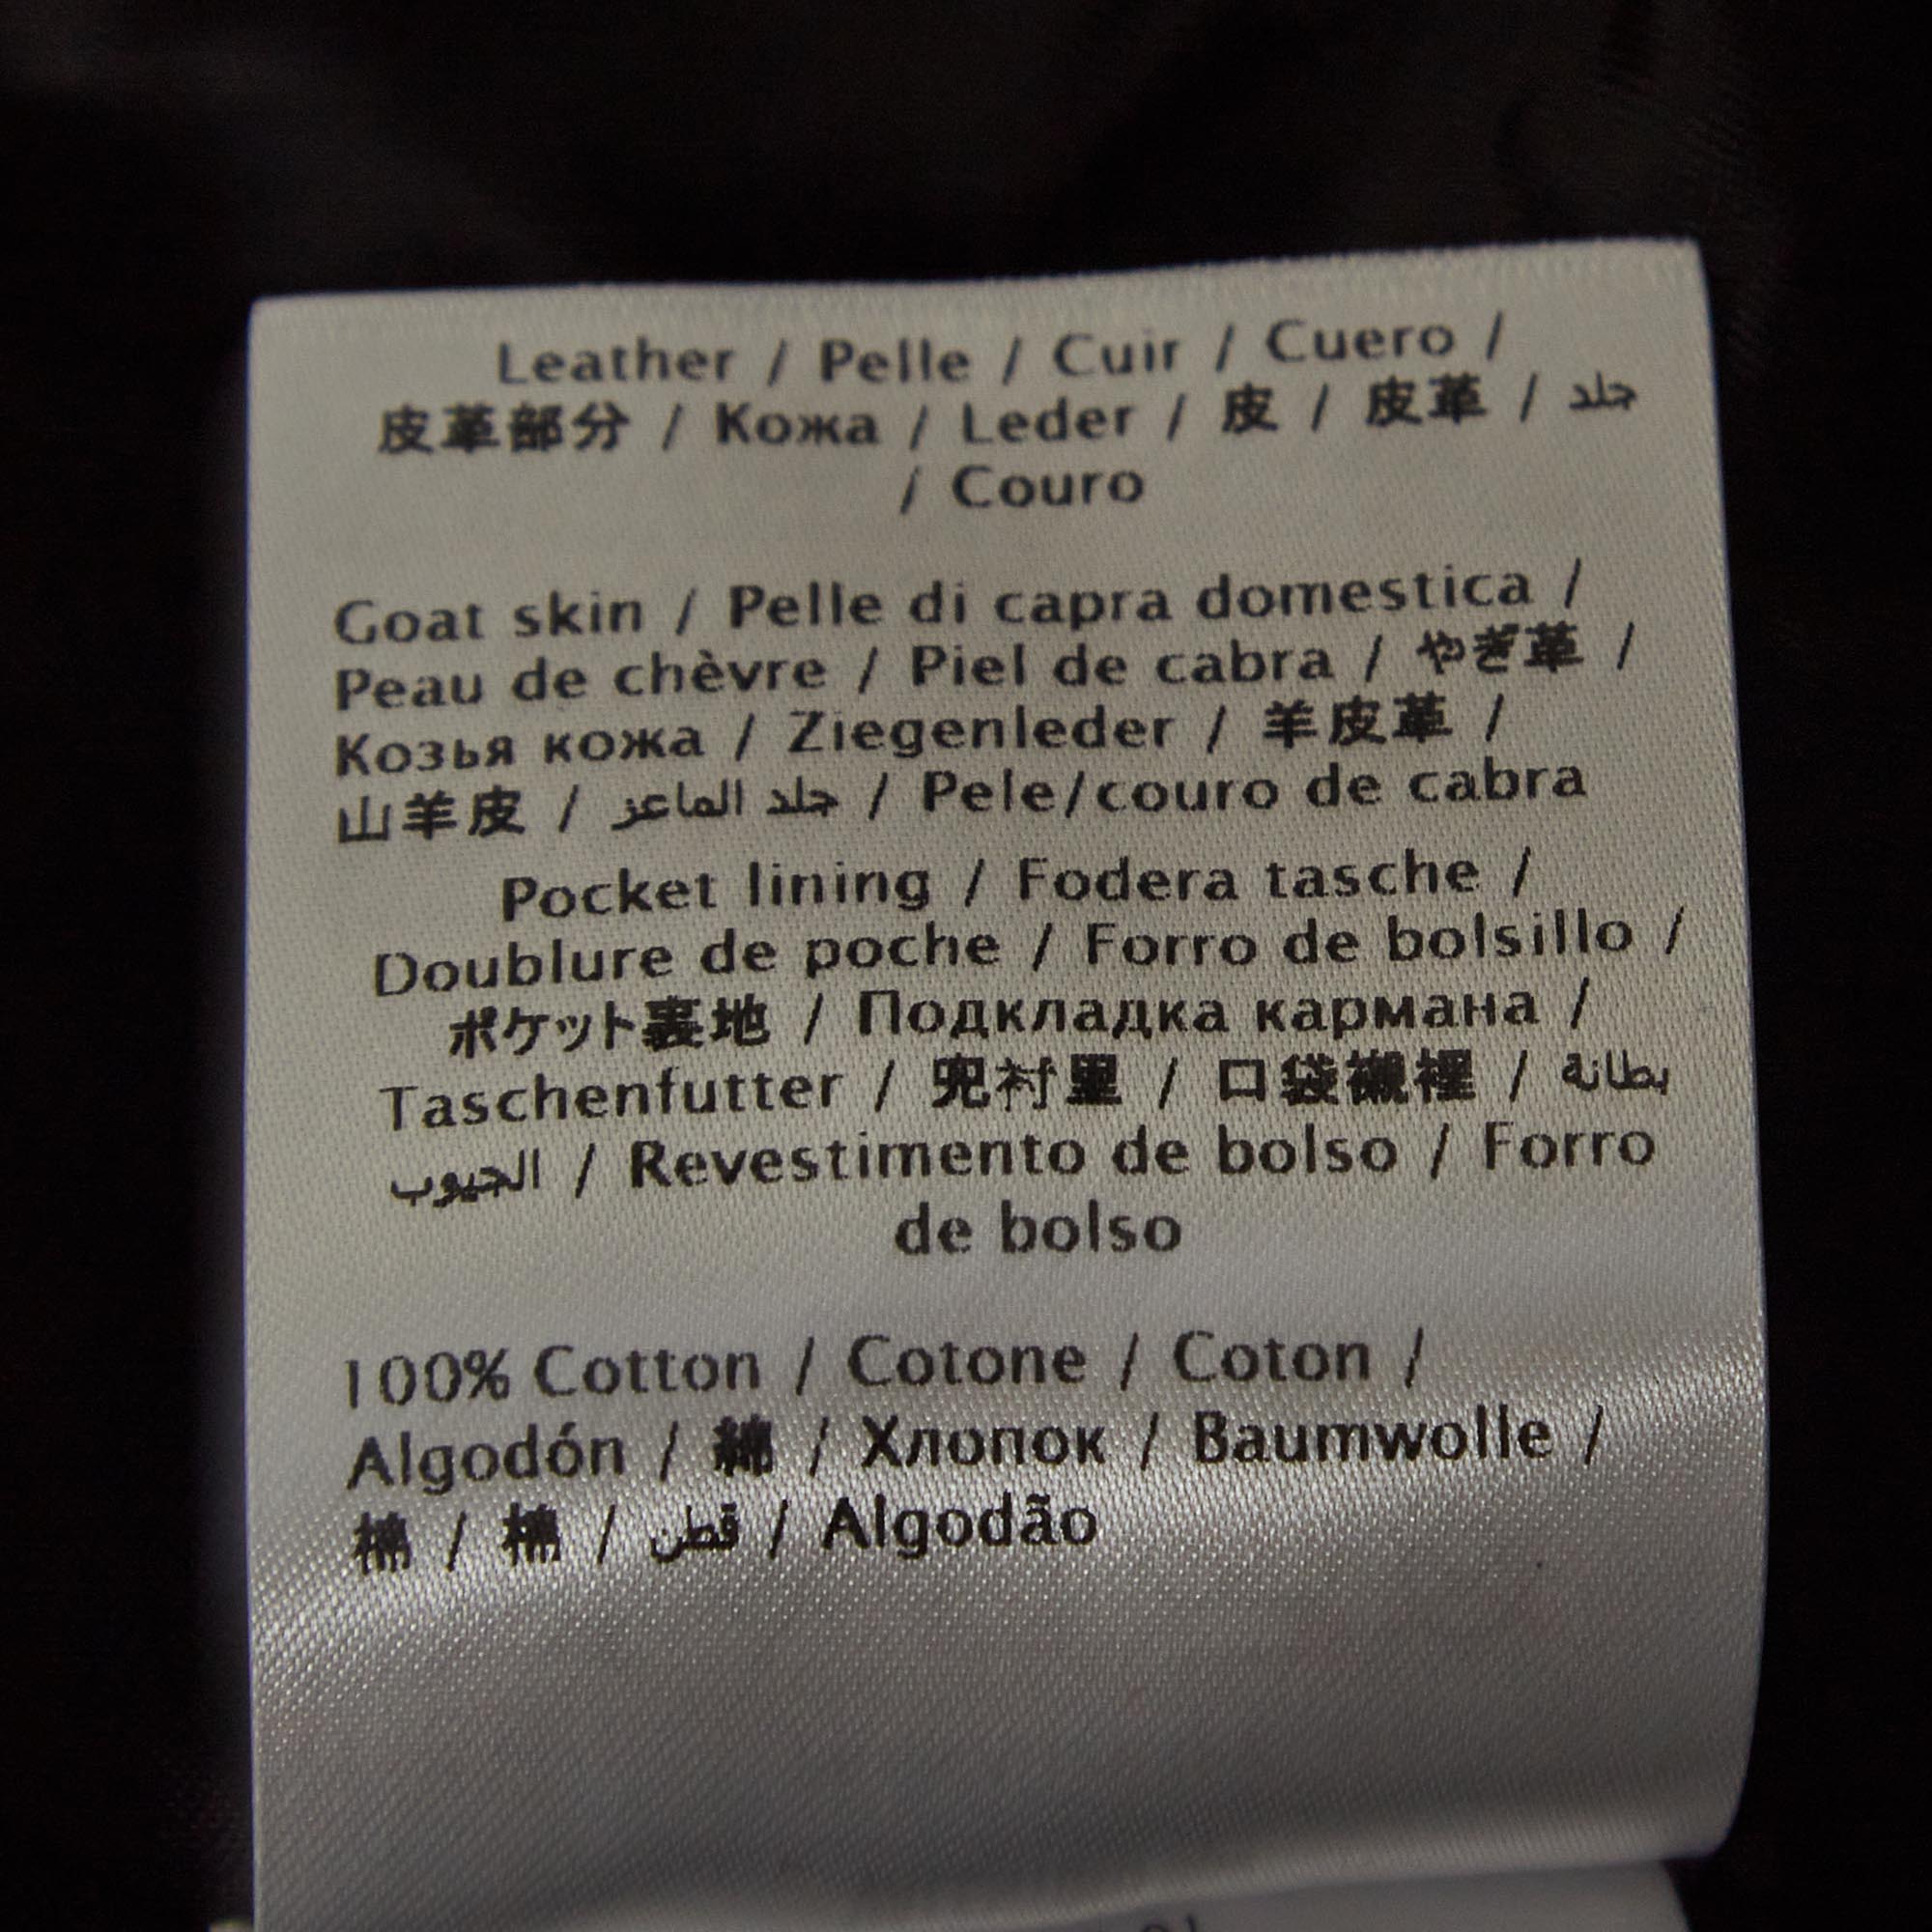 Leather / Pelle / Cuir / Cuero /
皮革部分 / Кожа / Leder / 皮 / 皮革 / جلد
/ Couro
Goat skin / Pelle di capra domestica /
Peau de chèvre / Piel de cabra / やぎ革 /
Козья кожа / Ziegenleder / 羊皮革 /
山羊皮 / جلد الماعز / Pele/couro de cabra
Pocket lining / Fodera tasche /
Doublure de poche / Forro de bolsillo /
ポケット裏地 / Подкладка кармана /
Taschenfutter / 兜衬里 / 口袋襯裡 / بطانة
الجيوب / Revestimento de bolso / Forro
de bolso
100% Cotton / Cotone / Coton /
Algodón / 綿 / Хлопок / Baumwolle /
棉 / 棉 / قطن / Algodão